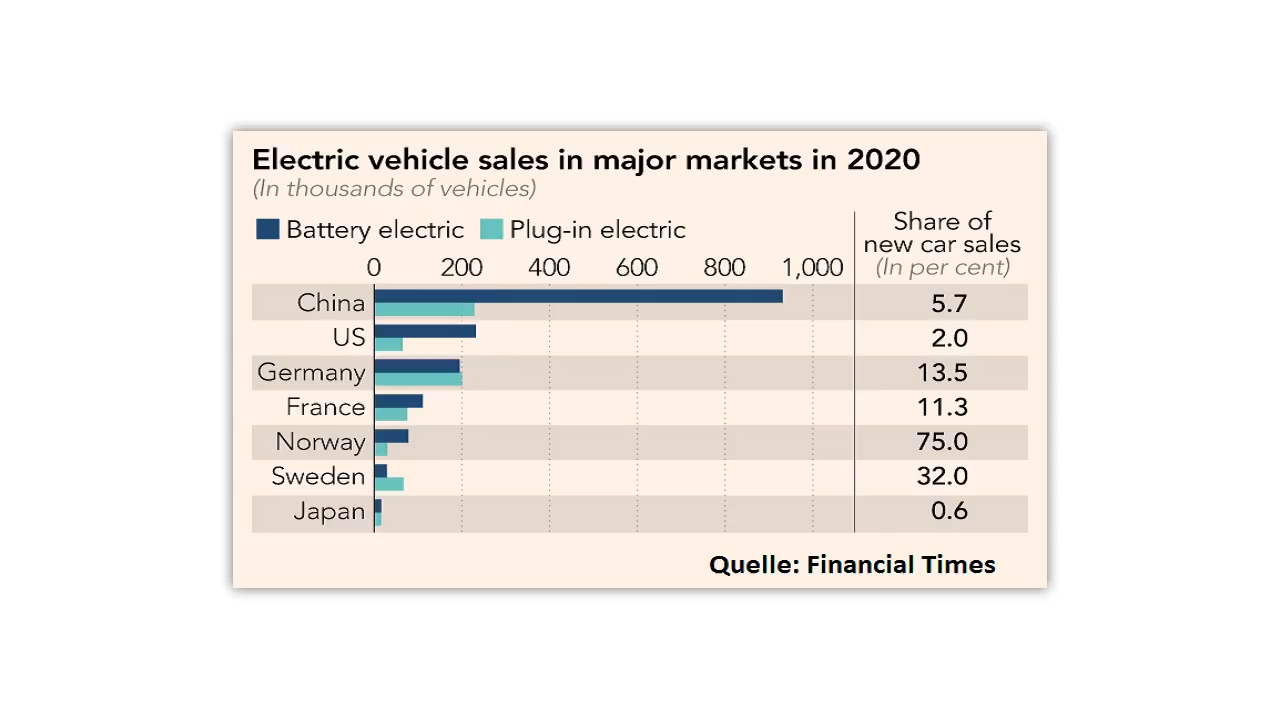 Electric vehicle sales in major markets in 2020
(In thousands of vehicles)
Battery electric Plug-in electric
Share of
new car sales
(In per cent)
0 200 400 600 800 1,000
China 5.7
US 2.0
Germany 13.5
France 11.3
Norway 75.0
Sweden 32.0
Japan 0.6
Quelle: Financial Times